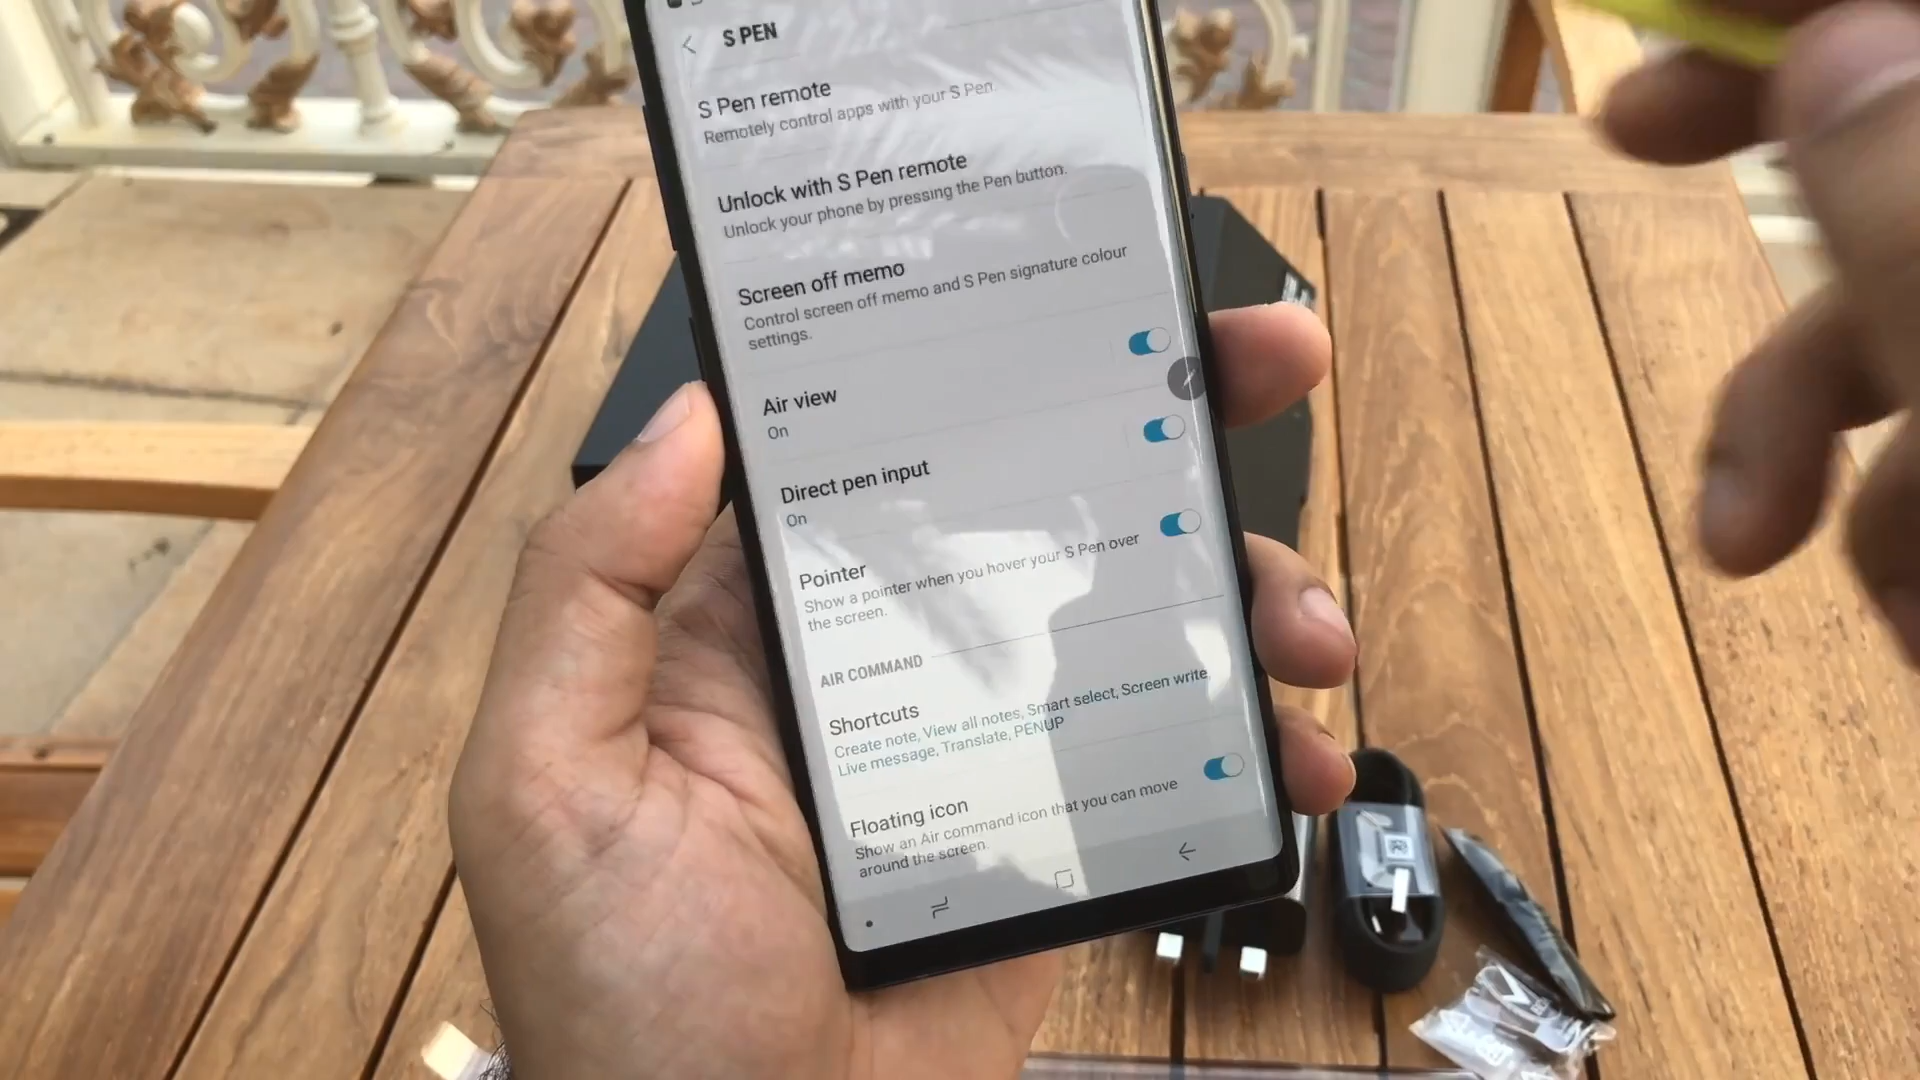 S PEN
S Pen remote
Remotely control apps with your S Pen.
Unlock with S Pen remote
Unlock your phone by pressing the Pen button.
Screen off memo
Control screen off memo and S Pen signature colour
settings.
Air view
On
Direct pen input
On
Pointer
Show a pointer when you hover your S Pen over
the screen.
AIR COMMAND
Shortcuts
Create note, View all notes, Smart select, Screen write,
Live message, Translate, PENUP
Floating icon
Show an Air command icon that you can move
around the screen.